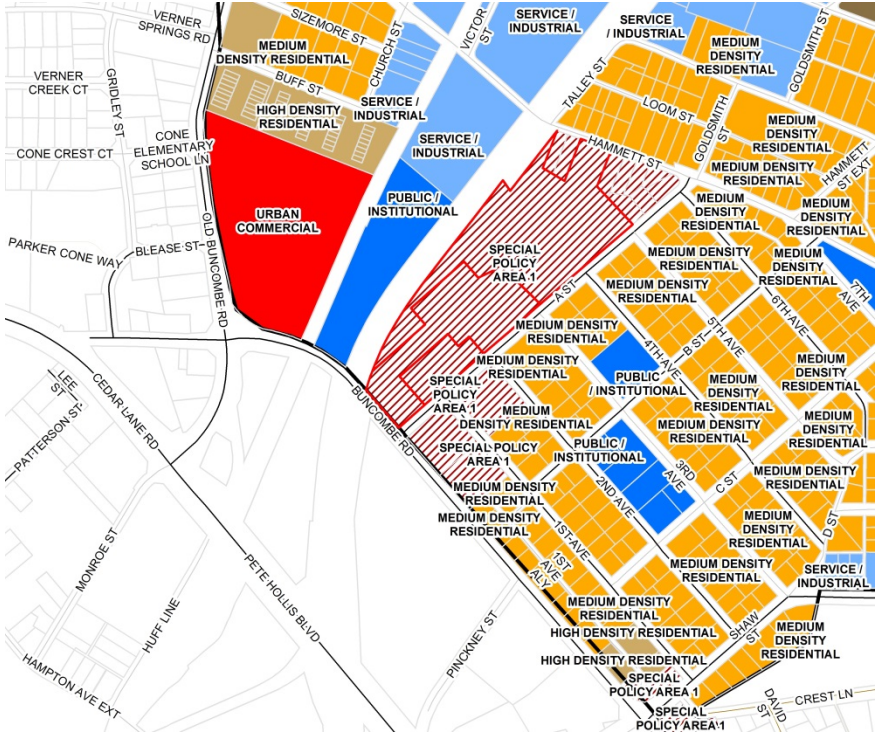 VERNER
SPRINGS RD
SIZEMORE ST
VICTOR
ST
SERVICE /
INDUSTRIAL
SERVICE
/ INDUSTRIAL
GOLDSMITH ST
MEDIUM
DENSITY RESIDENTIAL
CHURCH ST
MEDIUM
DENSITY
RESIDENTIAL
VERNER
CREEK CT
GRIDLEY ST
BUFF ST
TALLEY ST
HIGH DENSITY
RESIDENTIAL
SERVICE /
INDUSTRIAL
LOOM ST
GOLDSMITH
ST
MEDIUM
DENSITY
RESIDENTIAL
CONE
ELEMENTARY
SCHOOL LN
CONE CREST CT
SERVICE /
INDUSTRIAL
HAMMETT ST
HAMMETT
ST EXT
MEDIUM
DENSITY RESIDENTIAL
PUBLIC /
INSTITUTIONAL
URBAN
COMMERCIAL
MEDIUM
DENSITY
RESIDENTIAL
MEDIUM
DENSITY
RESIDENTIAL
OLD BUNCOMBE RD
PARKER CONE WAY
BLEASE ST
SPECIAL
POLICY
AREA 1
MEDIUM DENSITY
RESIDENTIAL
MEDIUM
DENSITY
RESIDENTIAL
7TH
AVE
A ST
MEDIUM DENSITY
RESIDENTIAL
6TH AVE
5TH AVE
4TH AVE
B ST
MEDIUM DENSITY
RESIDENTIAL
MEDIUM DENSITY
RESIDENTIAL
LEE
ST
CEDAR LANE RD
PATTERSON ST
BUNCOMBE RD
SPECIAL
POLICY
AREA 1
PUBLIC
/ INSTITUTIONAL
MEDIUM
DENSITY
RESIDENTIAL
MEDIUM
DENSITY
RESIDENTIAL
MEDIUM
DENSITY RESIDENTIAL
MEDIUM DENSITY
RESIDENTIAL
MEDIUM
DENSITY
RESIDENTIAL
SPECIAL POLICY
AREA 1
PUBLIC /
INSTITUTIONAL
3RD
AVE
C ST
MEDIUM DENSITY
RESIDENTIAL
MEDIUM DENSITY
RESIDENTIAL
2ND AVE
MEDIUM DENSITY
RESIDENTIAL
MEDIUM
DENSITY
RESIDENTIAL
D ST
1ST AVE
1ST
AVE
ALY
MEDIUM DENSITY
RESIDENTIAL
SERVICE /
INDUSTRIAL
MONROE ST
HUFF LINE
PETE HOLLIS BLVD
PINCKNEY ST
MEDIUM DENSITY
RESIDENTIAL
SHAW
ST
MEDIUM
DENSITY
RESIDENTIAL
HIGH DENSITY RESIDENTIAL
HIGH DENSITY RESIDENTIAL
HAMPTON AVE EXT
SPECIAL
POLICY AREA 1
CREST LN
DAVID
ST
SPECIAL
POLICY AREA 1